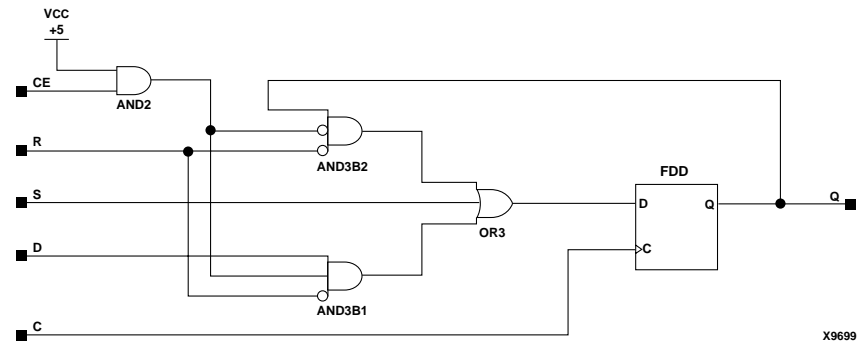 VCC
+5
CE
AND2
R
AND3B2
FDD
S
D
Q
Q
OR3
D
C
AND3B1
C
X9699